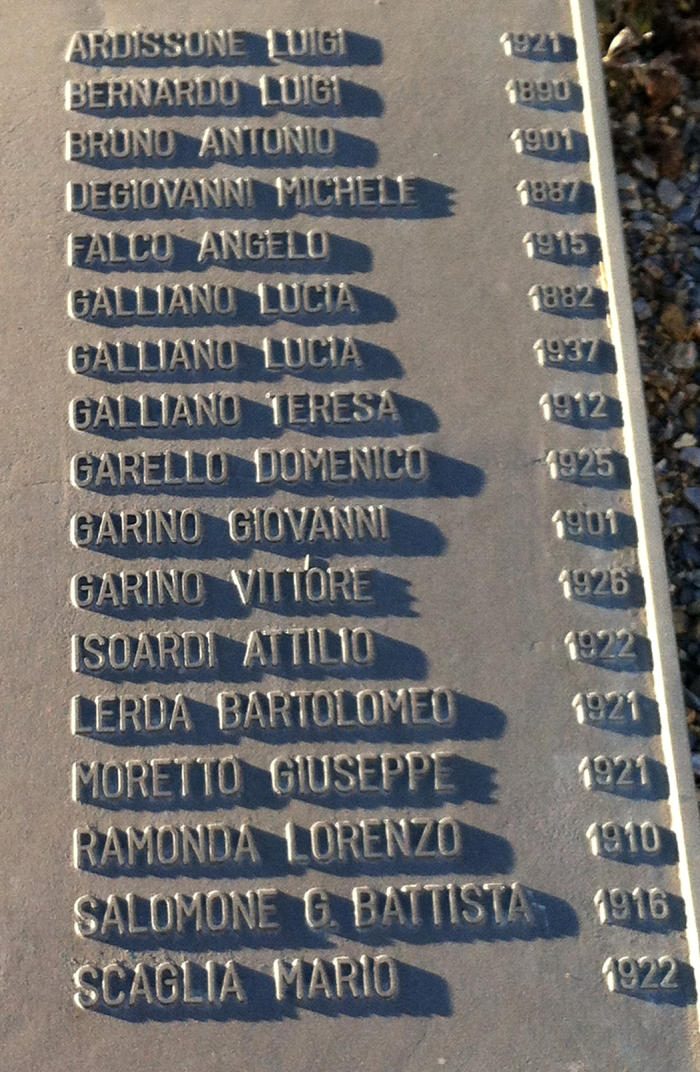 ARDISSONE LUIGI 1921
BERNARDO LUIGI 1890
BRUNO ANTONIO 1901
DEGIOVANNI MICHELE 1887
FALCO ANGELO 1915
GALLIANO LUCIA 1882
GALLIANO LUCIA 1937
GALLIANO TERESA 1912
GARELLO DOMENICO 1925
GARINO GIOVANNI 1901
GARINO VITTORE 1926
ISOARDI ATTILIO 1922
LERDA BARTOLOMEO 1921
MORETTO GIUSEPPE 1921
RAMONDA LORENZO 1910
SALOMONE G. BATTISTA 1916
SCAGLIA MARIO 1922